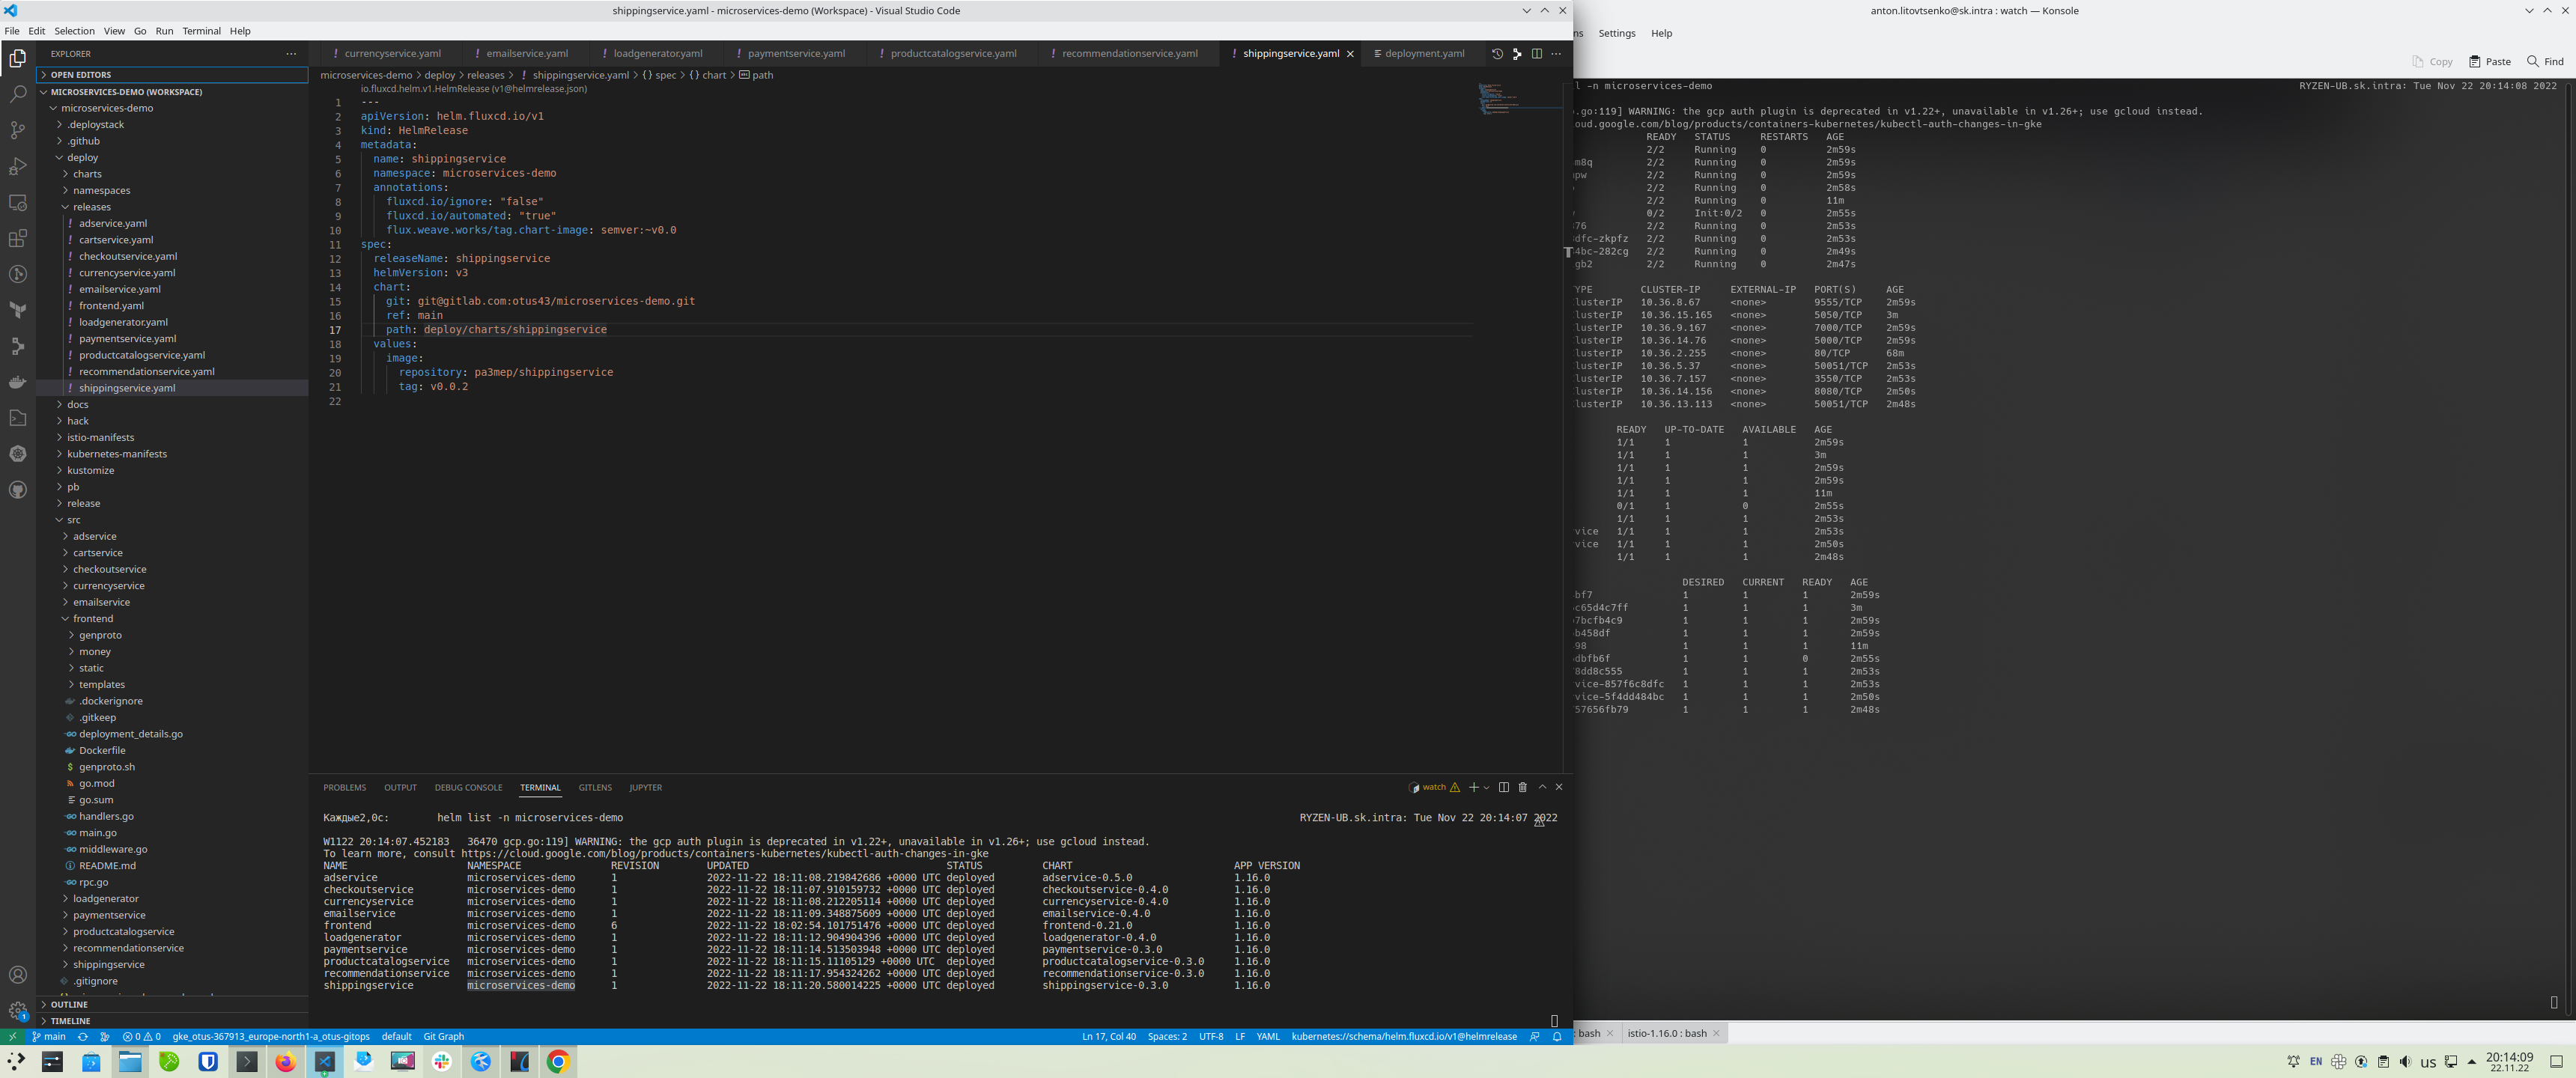 shippingservice.yaml - microservices-demo (Workspace) - Visual Studio Code
File Edit Selection View Go Run Terminal Help
EXPLORER
OPEN EDITORS
MICROSERVICES-DEMO (WORKSPACE)
microservices-demo
.deploystack
.github
deploy
charts
namespaces
releases
! adservice.yaml
! cartservice.yaml
! checkoutservice.yaml
! currencyservice.yaml
! emailservice.yaml
! frontend.yaml
! loadgenerator.yaml
! paymentservice.yaml
! productcatalogservice.yaml
! recommendationservice.yaml
! shippingservice.yaml
docs
hack
istio-manifests
kubernetes-manifests
kustomize
pb
release
src
adservice
cartservice
checkoutservice
currencyservice
emailservice
frontend
genproto
money
static
templates
.dockerignore
.gitkeep
deployment_details.go
Dockerfile
$ genproto.sh
go.mod
go.sum
handlers.go
main.go
middleware.go
README.md
rpc.go
loadgenerator
paymentservice
productcatalogservice
recommendationservice
shippingservice
.gitignore
OUTLINE
TIMELINE
! currencyservice.yaml ! emailservice.yaml ! loadgenerator.yaml ! paymentservice.yaml ! productcatalogservice.yaml ! recommendationservice.yaml ! shippingservice.yaml deployment.yaml
microservices-demo > deploy > releases > ! shippingservice.yaml > {} spec > {} chart > path
io.fluxcd.helm.v1.HelmRelease (v1@helmrelease.json)
1 ---
2 apiVersion: helm.fluxcd.io/v1
3 kind: HelmRelease
4 metadata:
5 name: shippingservice
6 namespace: microservices-demo
7 annotations:
8 fluxcd.io/ignore: "false"
9 fluxcd.io/automated: "true"
10 flux.weave.works/tag.chart-image: semver:~v0.0
11 spec:
12 releaseName: shippingservice
13 helmVersion: v3
14 chart:
15 git: git@gitlab.com:otus43/microservices-demo.git
16 ref: main
17 path: deploy/charts/shippingservice
18 values:
19 image:
20 repository: pa3mep/shippingservice
21 tag: v0.0.2
22
PROBLEMS OUTPUT DEBUG CONSOLE TERMINAL GITLENS JUPYTER
watch
Каждые2,0с: helm list -n microservices-demo RYZEN-UB.sk.intra: Tue Nov 22 20:14:07 2022
W1122 20:14:07.452183 36470 gcp.go:119] WARNING: the gcp auth plugin is deprecated in v1.22+, unavailable in v1.26+; use gcloud instead.
To learn more, consult https://cloud.google.com/blog/products/containers-kubernetes/kubectl-auth-changes-in-gke
NAME NAMESPACE REVISION UPDATED STATUS CHART APP VERSION
adservice microservices-demo 1 2022-11-22 18:11:08.219842686 +0000 UTC deployed adservice-0.5.0 1.16.0
checkoutservice microservices-demo 1 2022-11-22 18:11:07.910159732 +0000 UTC deployed checkoutservice-0.4.0 1.16.0
currencyservice microservices-demo 1 2022-11-22 18:11:08.212205114 +0000 UTC deployed currencyservice-0.4.0 1.16.0
emailservice microservices-demo 1 2022-11-22 18:11:09.348875609 +0000 UTC deployed emailservice-0.4.0 1.16.0
frontend microservices-demo 6 2022-11-22 18:02:54.101751476 +0000 UTC deployed frontend-0.21.0 1.16.0
loadgenerator microservices-demo 1 2022-11-22 18:11:12.904904396 +0000 UTC deployed loadgenerator-0.4.0 1.16.0
paymentservice microservices-demo 1 2022-11-22 18:11:14.513503948 +0000 UTC deployed paymentservice-0.3.0 1.16.0
productcatalogservice microservices-demo 1 2022-11-22 18:11:15.11105129 +0000 UTC deployed productcatalogservice-0.3.0 1.16.0
recommendationservice microservices-demo 1 2022-11-22 18:11:17.954324262 +0000 UTC deployed recommendationservice-0.3.0 1.16.0
shippingservice microservices-demo 1 2022-11-22 18:11:20.580014225 +0000 UTC deployed shippingservice-0.3.0 1.16.0
1 main 0 0 gke_otus-367913_europe-north1-a_otus-gitops default Git Graph Ln 17, Col 40 Spaces: 2 UTF-8 LF YAML kubernetes://schema/helm.fluxcd.io/v1@helmrelease
anton.litovtsenko@sk.intra : watch — Konsole
ns Settings Help
Copy Paste Find
l -n microservices-demo RYZEN-UB.sk.intra: Tue Nov 22 20:14:08 2022
.go:119] WARNING: the gcp auth plugin is deprecated in v1.22+, unavailable in v1.26+; use gcloud instead.
oud.google.com/blog/products/containers-kubernetes/kubectl-auth-changes-in-gke
READY STATUS RESTARTS AGE
2/2 Running 0 2m59s
m8q 2/2 Running 0 2m59s
pw 2/2 Running 0 2m59s
2/2 Running 0 2m58s
2/2 Running 0 11m
0/2 Init:0/2 0 2m55s
376 2/2 Running 0 2m53s
dfc-zkpfz 2/2 Running 0 2m53s
4bc-282cg 2/2 Running 0 2m49s
gb2 2/2 Running 0 2m47s
TYPE CLUSTER-IP EXTERNAL-IP PORT(S) AGE
ClusterIP 10.36.8.67 <none> 9555/TCP 2m59s
ClusterIP 10.36.15.165 <none> 5050/TCP 3m
ClusterIP 10.36.9.167 <none> 7000/TCP 2m59s
ClusterIP 10.36.14.76 <none> 5000/TCP 2m59s
ClusterIP 10.36.2.255 <none> 80/TCP 68m
ClusterIP 10.36.5.37 <none> 50051/TCP 2m53s
ClusterIP 10.36.7.157 <none> 3550/TCP 2m53s
ClusterIP 10.36.14.156 <none> 8080/TCP 2m50s
ClusterIP 10.36.13.113 <none> 50051/TCP 2m48s
READY UP-TO-DATE AVAILABLE AGE
1/1 1 1 2m59s
1/1 1 1 3m
1/1 1 1 2m59s
1/1 1 1 2m59s
1/1 1 1 11m
0/1 1 0 2m55s
1/1 1 1 2m53s
rvice 1/1 1 1 2m53s
vice 1/1 1 1 2m50s
1/1 1 1 2m48s
DESIRED CURRENT READY AGE
bf7 1 1 1 2m59s
c65d4c7ff 1 1 1 3m
7bcfb4c9 1 1 1 2m59s
b458df 1 1 1 2m59s
98 1 1 1 11m
dbfb6f 1 1 0 2m55s
8dd8c555 1 1 1 2m53s
rvice-857f6c8dfc 1 1 1 2m53s
vice-5f4dd484bc 1 1 1 2m50s
57656fb79 1 1 1 2m48s
: bash istio-1.16.0 : bash
EN us 20:14:09
22.11.22